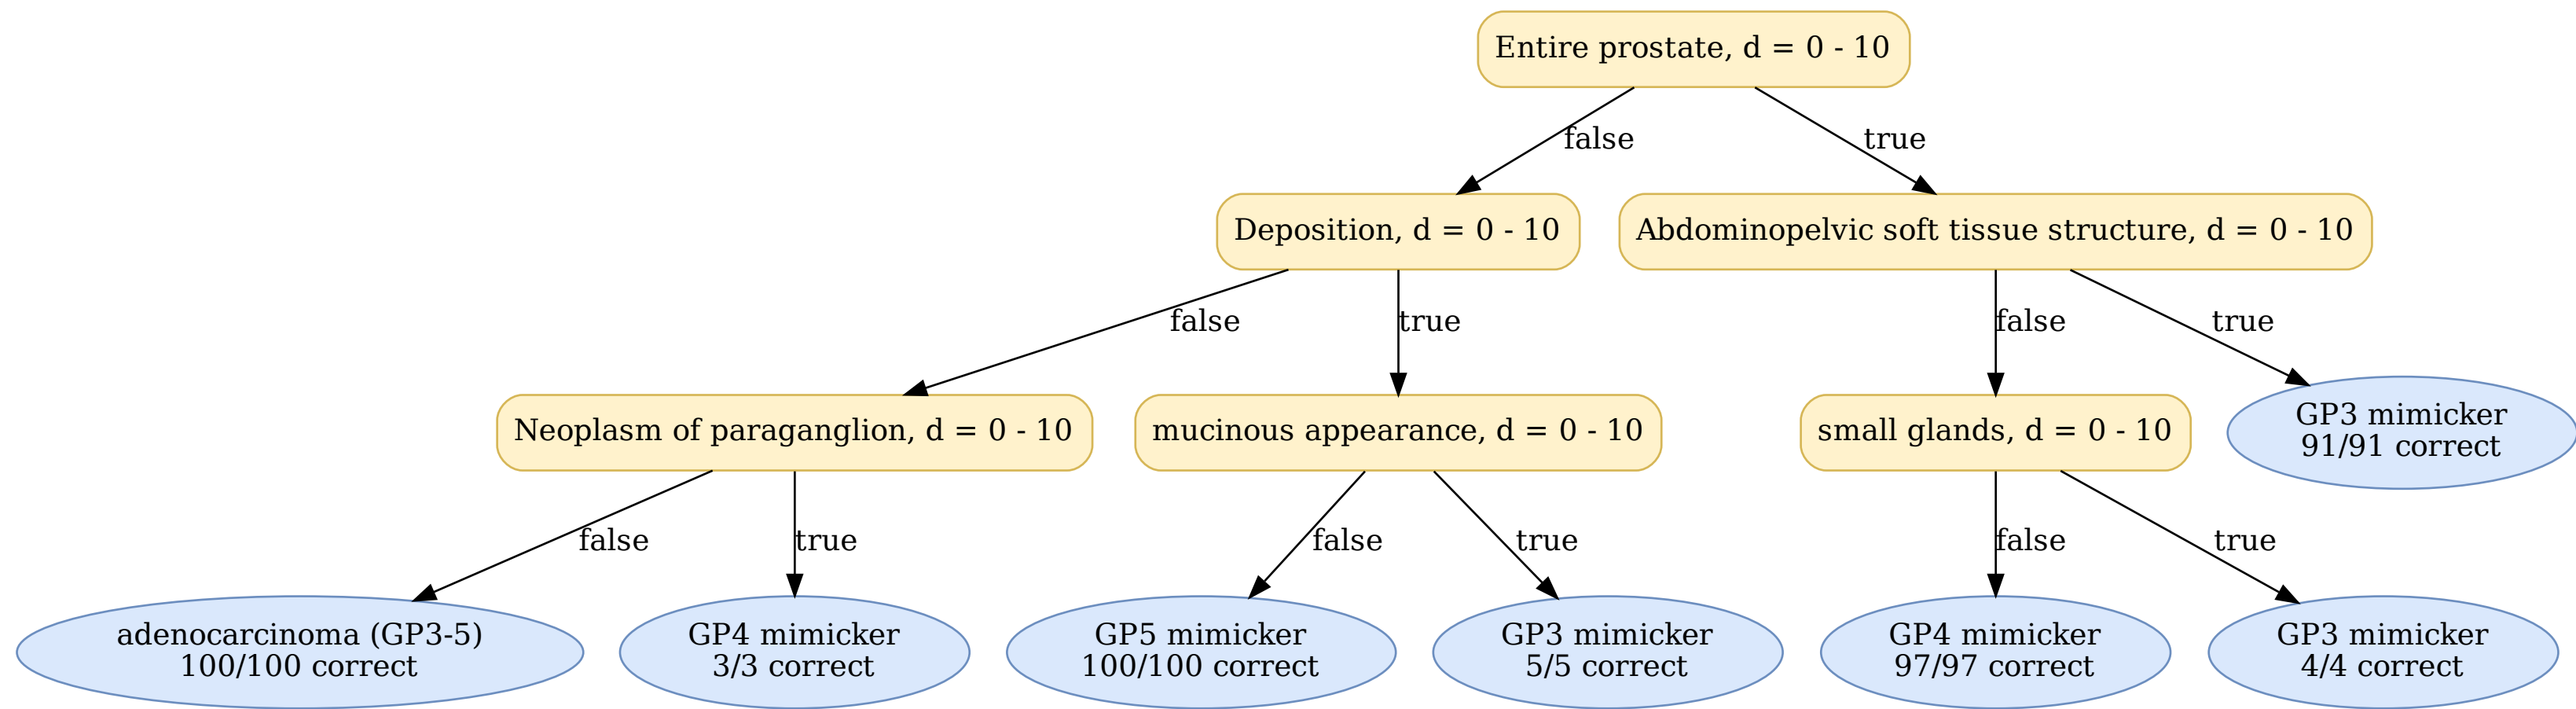 Entire prostate, d = 0 - 10
false
true
Deposition, d = 0 - 10
Abdominopelvic soft tissue structure, d = 0 - 10
false
true
false
true
Neoplasm of paraganglion, d = 0 - 10
mucinous appearance, d = 0 - 10
small glands, d = 0 - 10
GP3 mimicker
91/91 correct
false
true
false
true
false
true
adenocarcinoma (GP3-5)
100/100 correct
GP4 mimicker
3/3 correct
GP5 mimicker
100/100 correct
GP3 mimicker
5/5 correct
GP4 mimicker
97/97 correct
GP3 mimicker
4/4 correct